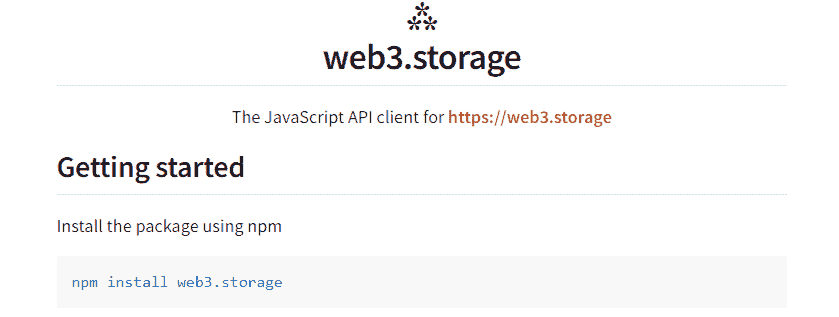 ⁂
web3.storage
The JavaScript API client for https://web3.storage
Getting started
Install the package using npm
npm install web3.storage